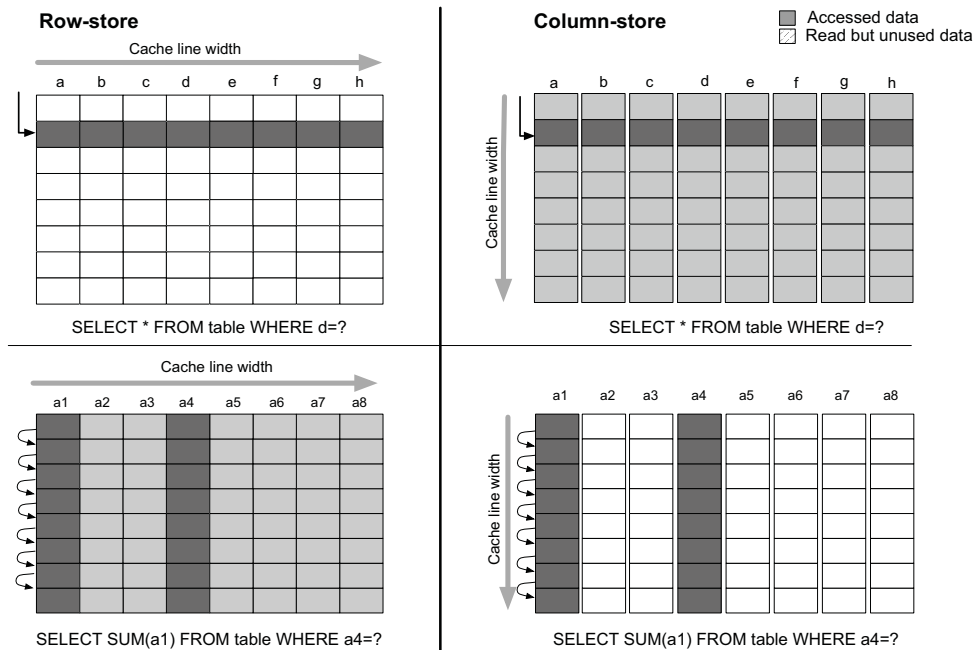 Row-store
Column-store
Accessed data
Read but unused data
Cache line width
a b c d e f g h
SELECT * FROM table WHERE d=?
a b c d e f g h
Cache line width
SELECT * FROM table WHERE d=?
Cache line width
a1 a2 a3 a4 a5 a6 a7 a8
SELECT SUM(a1) FROM table WHERE a4=?
a1 a2 a3 a4 a5 a6 a7 a8
Cache line width
SELECT SUM(a1) FROM table WHERE a4=?